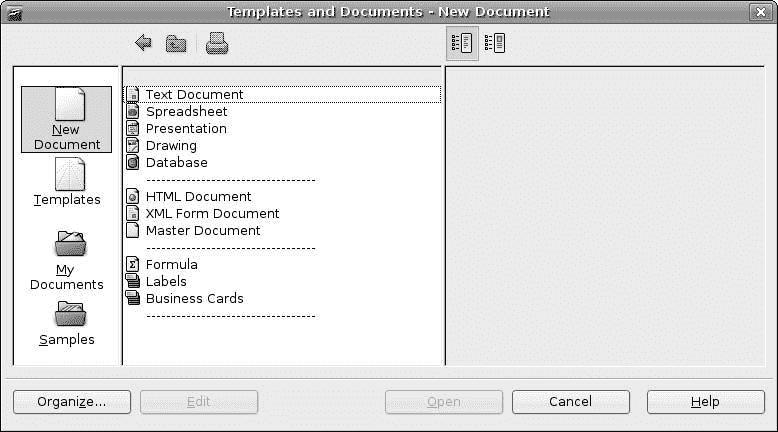 Templates and Documents - New Document
New
Document
Templates
My
Documents
Samples
Text Document
Spreadsheet
Presentation
Drawing
Database
--------------------------------
HTML Document
XML Form Document
Master Document
--------------------------------
Formula
Labels
Business Cards
--------------------------------
Organize...
Edit
Open
Cancel
Help